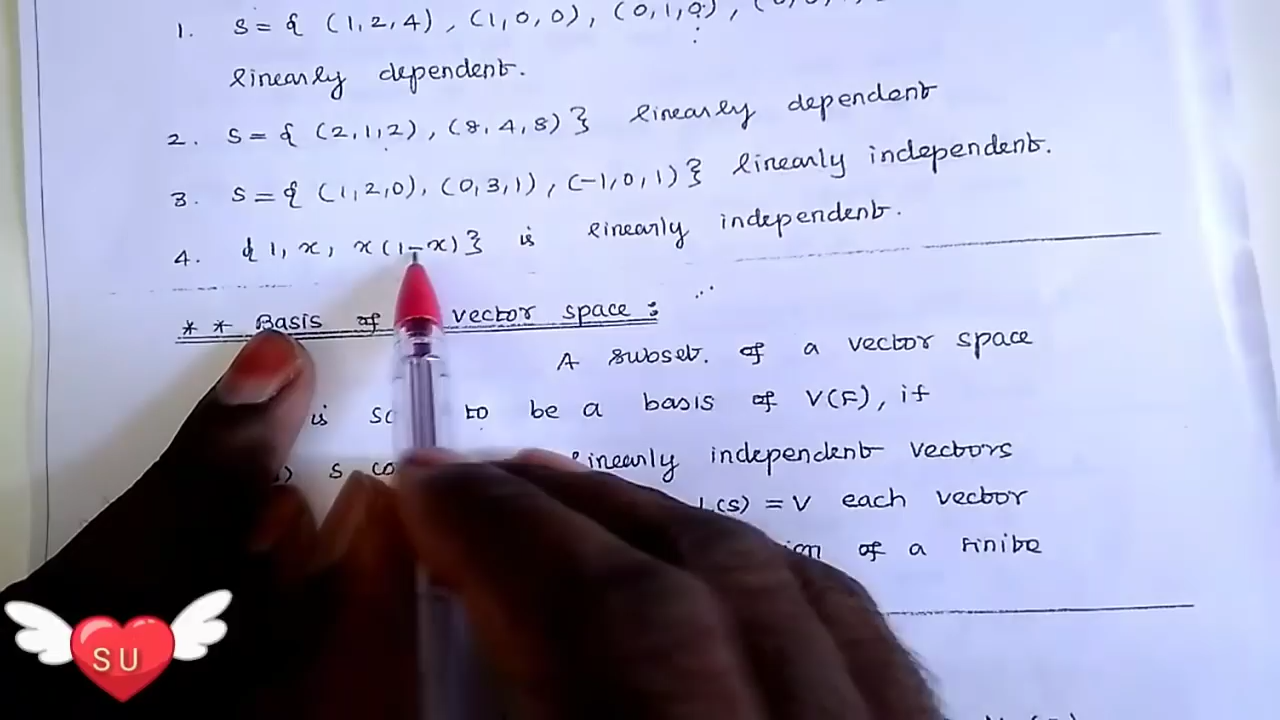 1. S = { (1,2,4), (1,0,0), (0,1,0), (0,
linearly dependent.
2. S = { (2,1,2), (8,4,8) } linearly dependent
3. S = { (1,2,0), (0,3,1), (-1,0,1) } linearly independent.
4. { 1, x, x(1-x) } is linearly independent.
** Basis of vector space :
A subset. of a vector space
is to be a basis of V(F), if
S linearly independent vectors
L(S) = V each vector
of a finite
SU